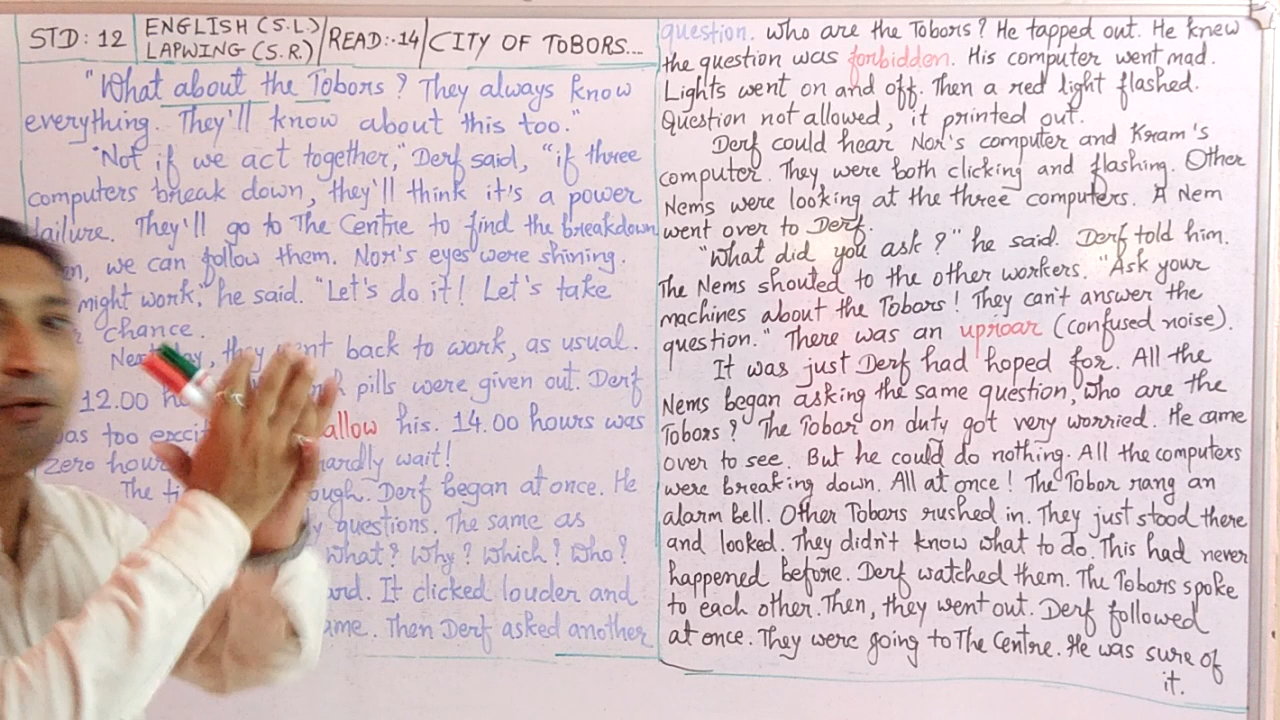 STD: 12 ENGLISH (S.L.) LAPWING (S.R.) READ:-14 CITY OF TOBORS...
"What about the Tobors? They always know
everything. They'll know about this too."
"Not if we act together," Derf said, "if three
computers break down, they'll think it's a power
failure. They'll go to The Centre to find the breakdown
we can follow them. Nor's eyes were shining.
might work," he said. "Let's do it! Let's take
chance.
they back to work, as usual.
12.00 pills were given out. Derf
was too his. 14.00 hours was
zero hour hardly wait!
The Derf began at once. He
questions. The same as
What? Why? Which? Who?
It clicked louder and
Then Derf asked another
question. Who are the Tobors? He tapped out. He knew
the question was forbidden. His computer went mad.
Lights went on and off. Then a red light flashed.
Question not allowed, it printed out.
Derf could hear Nor's computer and Kram's
computer. They were both clicking and flashing. Other
Nems were looking at the three computers. A Nem
went over to Derf.
"What did you ask?" he said. Derf told him.
The Nems shouted to the other workers. "Ask your
machines about the Tobors! They can't answer the
question." There was an uproar (confused noise).
It was just Derf had hoped for. All the
Nems began asking the same question, who are the
Tobors? The Tobor on duty got very worried. He came
over to see. But he could do nothing. All the computers
were breaking down. All at once! The Tobor rang an
alarm bell. Other Tobors rushed in. They just stood there
and looked. They didn't know what to do. This had never
happened before. Derf watched them. The Tobors spoke
to each other. Then, they went out. Derf followed
at once. They were going to The Centre. He was sure of
it.